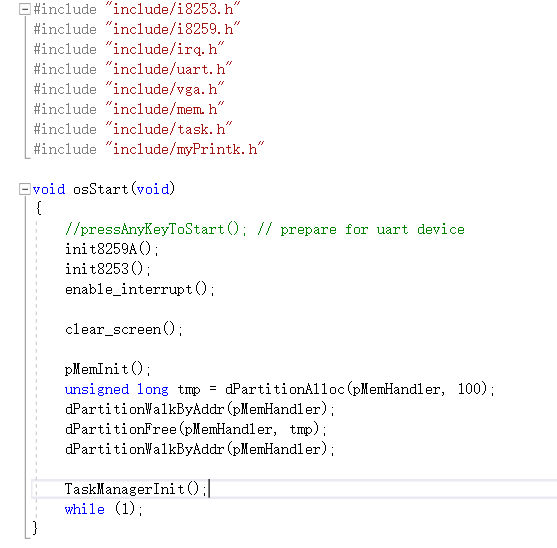 #include "include/i8253.h"
#include "include/i8259.h"
#include "include/irq.h"
#include "include/uart.h"
#include "include/vga.h"
#include "include/mem.h"
#include "include/task.h"
#include "include/myPrintk.h"
void osStart(void)
{
//pressAnyKeyToStart(); // prepare for uart device
init8259A();
init8253();
enable_interrupt();
clear_screen();
pMemInit();
unsigned long tmp = dPartitionAlloc(pMemHandler, 100);
dPartitionWalkByAddr(pMemHandler);
dPartitionFree(pMemHandler, tmp);
dPartitionWalkByAddr(pMemHandler);
TaskManagerInit();
while (1);
}